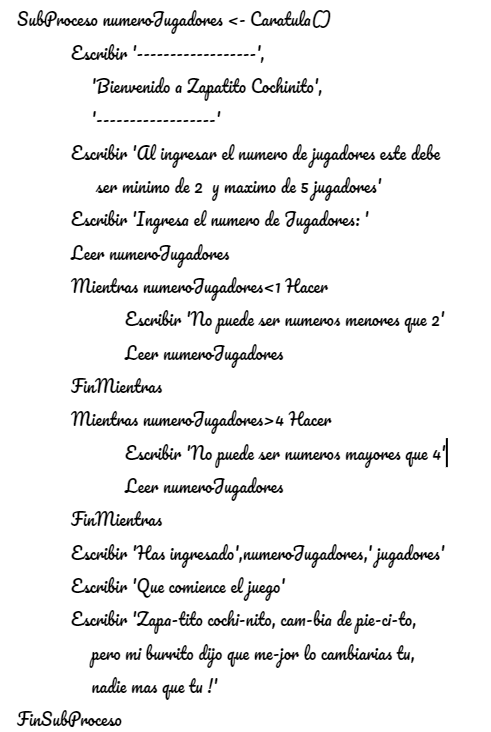 SubProceso numeroJugadores <- Caratula()
Escribir '------------------',
'Bienvenido a Zapatito Cochinito',
'------------------'
Escribir 'Al ingresar el numero de jugadores este debe
ser minimo de 2 y maximo de 5 jugadores'
Escribir 'Ingresa el numero de Jugadores: '
Leer numeroJugadores
Mientras numeroJugadores<1 Hacer
Escribir 'No puede ser numeros menores que 2'
Leer numeroJugadores
FinMientras
Mientras numeroJugadores>4 Hacer
Escribir 'No puede ser numeros mayores que 4'
Leer numeroJugadores
FinMientras
Escribir 'Has ingresado',numeroJugadores,' jugadores'
Escribir 'Que comience el juego'
Escribir 'Zapa-tito cochi-nito, cam-bia de pie-ci-to,
pero mi burrito dijo que me-jor lo cambiarias tu,
nadie mas que tu !'
FinSubProceso